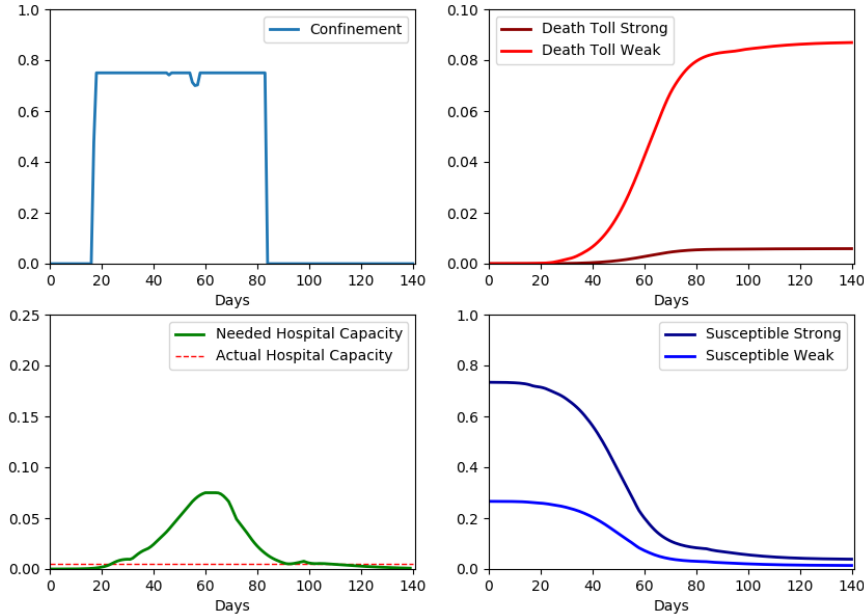 1.0
0.8
0.6
0.4
0.2
0.0
0 20 40 60 80 100 120 140
Days
Confinement
0.10
0.08
0.06
0.04
0.02
0.00
0 20 40 60 80 100 120 140
Days
Death Toll Strong
Death Toll Weak
0.25
0.20
0.15
0.10
0.05
0.00
0 20 40 60 80 100 120 140
Days
Needed Hospital Capacity
Actual Hospital Capacity
1.0
0.8
0.6
0.4
0.2
0.0
0 20 40 60 80 100 120 140
Days
Susceptible Strong
Susceptible Weak